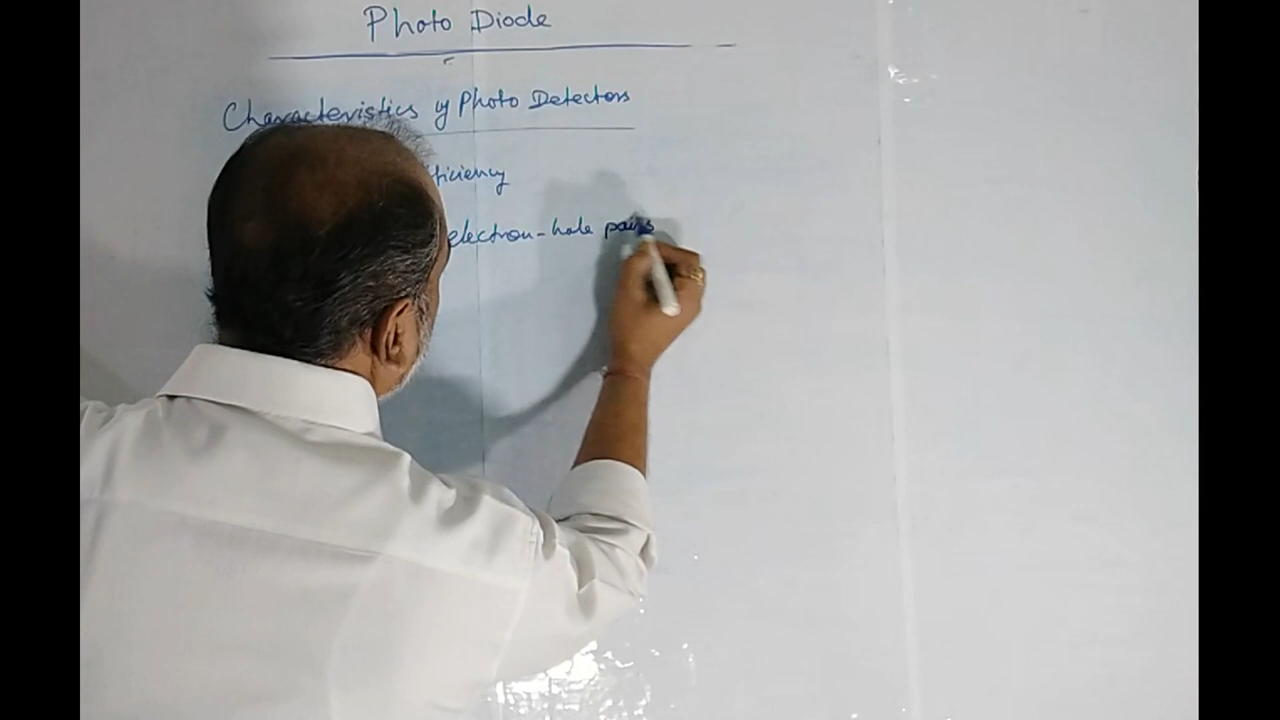 Photo Diode
Characteristics of Photo Detectors
ficiency
electron-hole pairs